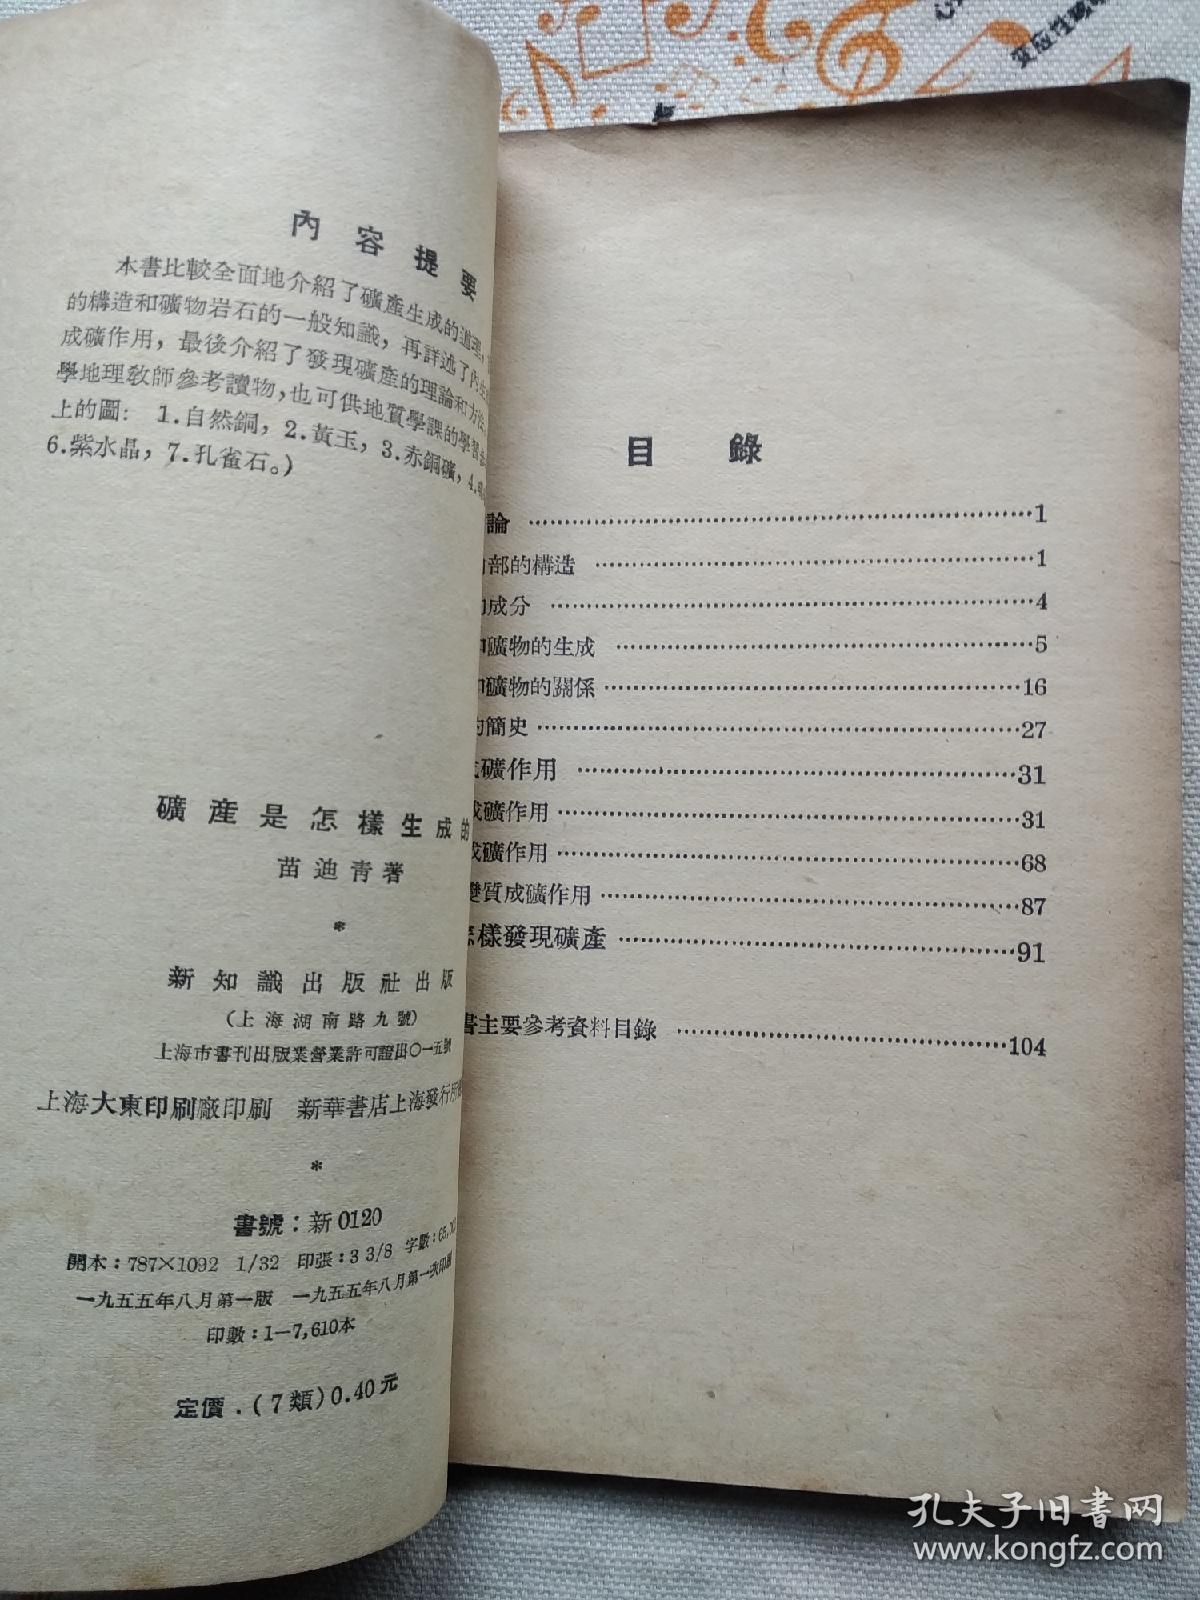 內容提要
本書比較全面地介紹了礦產生成的道理，
的構造和礦物岩石的一般知識，再詳述了內生
成礦作用，最後介紹了發現礦產的理論和方法
學地理教師參考讀物，也可供地質學課的學習參
上的圖：1.自然銅，2.黃玉，3.赤銅礦，4.
6.紫水晶，7.孔雀石。）
礦產是怎樣生成的
苗迪青著
*
新知識出版社出版
（上海湖南路九號）
上海市書刊出版業營業許可證出〇一五號
上海大東印刷廠印刷 新華書店上海發行所
*
書號：新0120
開本：787×1092 1/32 印張：3 3/8 字數：65,
一九五五年八月第一版 一九五五年八月第一次印刷
印數：1—7,610本
定價．(7類)0.40元
目錄
論 1
部的構造 1
成分 4
礦物的生成 5
礦物的關係 16
的簡史 27
礦作用 31
成礦作用 31
成礦作用 68
變質成礦作用 87
怎樣發現礦產 91
書主要參考資料目錄 104
孔夫子旧书网
www.kongfz.com